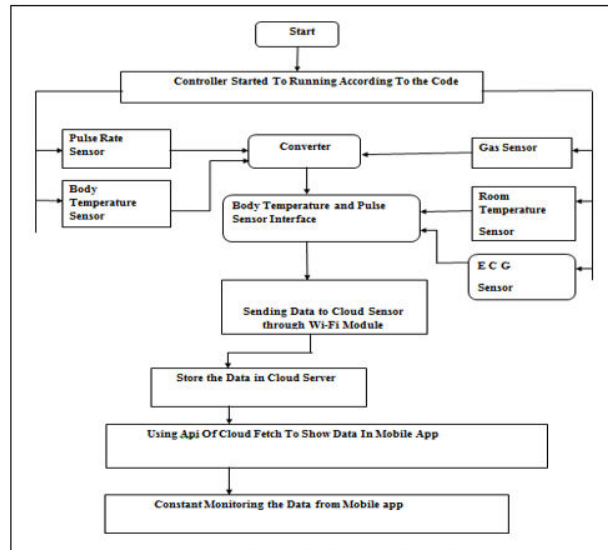 Start
Controller Started To Running According To the Code
Pulse Rate
Sensor
Converter
Gas Sensor
Body
Temperature
Sensor
Body Temperature and Pulse
Sensor Interface
Room
Temperature
Sensor
E C G
Sensor
Sending Data to Cloud Sensor
through Wi-Fi Module
Store the Data in Cloud Server
Using Api Of Cloud Fetch To Show Data In Mobile App
Constant Monitoring the Data from Mobile app